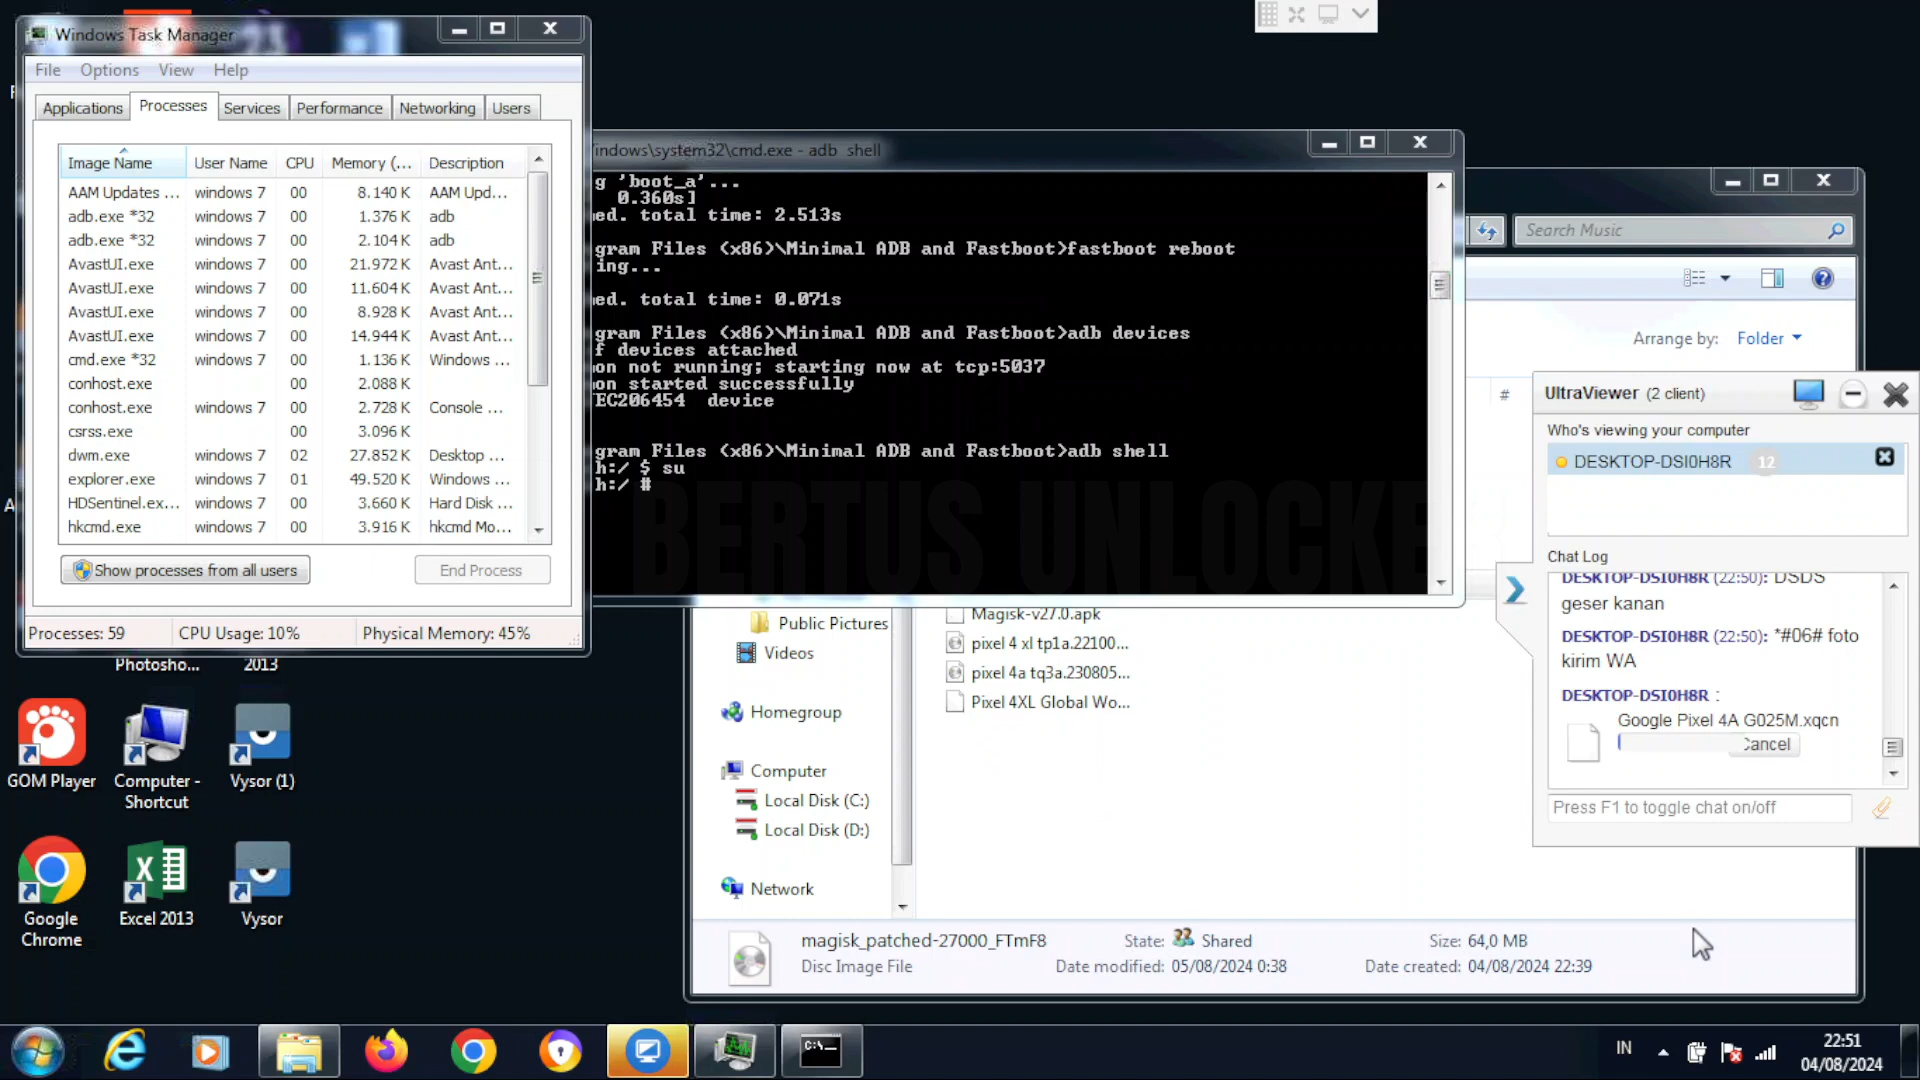 Windows Task Manager
File Options View Help
Applications Processes Services Performance Networking Users
Image Name User Name CPU Memory (... Description
AAM Updates ... windows 7 00 8.140 K AAM Upd...
adb.exe *32 windows 7 00 1.376 K adb
adb.exe *32 windows 7 00 2.104 K adb
AvastUI.exe windows 7 00 21.972 K Avast Ant...
AvastUI.exe windows 7 00 11.604 K Avast Ant...
AvastUI.exe windows 7 00 8.928 K Avast Ant...
AvastUI.exe windows 7 00 14.944 K Avast Ant...
cmd.exe *32 windows 7 00 1.136 K Windows ...
conhost.exe 00 2.088 K
conhost.exe windows 7 00 2.728 K Console ...
csrss.exe 00 3.096 K
dwm.exe windows 7 02 27.852 K Desktop ...
explorer.exe windows 7 01 49.520 K Windows ...
HDSentinel.ex... windows 7 00 3.660 K Hard Disk ...
hkcmd.exe windows 7 00 3.916 K hkcmd Mo...
Show processes from all users End Process
Processes: 59 CPU Usage: 10% Physical Memory: 45%
indows\system32\cmd.exe - adb shell
g 'boot_a'...
0.360s]
ed. total time: 2.513s
gram Files (x86)\Minimal ADB and Fastboot>fastboot reboot
ing...
ed. total time: 0.071s
gram Files (x86)\Minimal ADB and Fastboot>adb devices
f devices attached
on not running; starting now at tcp:5037
on started successfully
EC206454 device
gram Files (x86)\Minimal ADB and Fastboot>adb shell
h:/ $ su
h:/ #
BERTUS UNLOCKE
Search Music
Arrange by: Folder
#
UltraViewer (2 client)
Who's viewing your computer
DESKTOP-DSI0H8R 12
Chat Log
DESKTOP-DSI0H8R (22:50): DSDS
geser kanan
DESKTOP-DSI0H8R (22:50): *#06# foto
kirim WA
DESKTOP-DSI0H8R :
Google Pixel 4A G025M.xqcn
Cancel
Press F1 to toggle chat on/off
Public Pictures
Videos
Homegroup
Computer
Local Disk (C:)
Local Disk (D:)
Network
Magisk-v27.0.apk
pixel 4 xl tp1a.22100...
pixel 4a tq3a.230805...
Pixel 4XL Global Wo...
magisk_patched-27000_FTmF8 State: Shared Size: 64,0 MB
Disc Image File Date modified: 05/08/2024 0:38 Date created: 04/08/2024 22:39
Photosho... 2013
GOM Player
Computer -
Shortcut
Vysor (1)
Google
Chrome
Excel 2013
Vysor
IN
22:51
04/08/2024